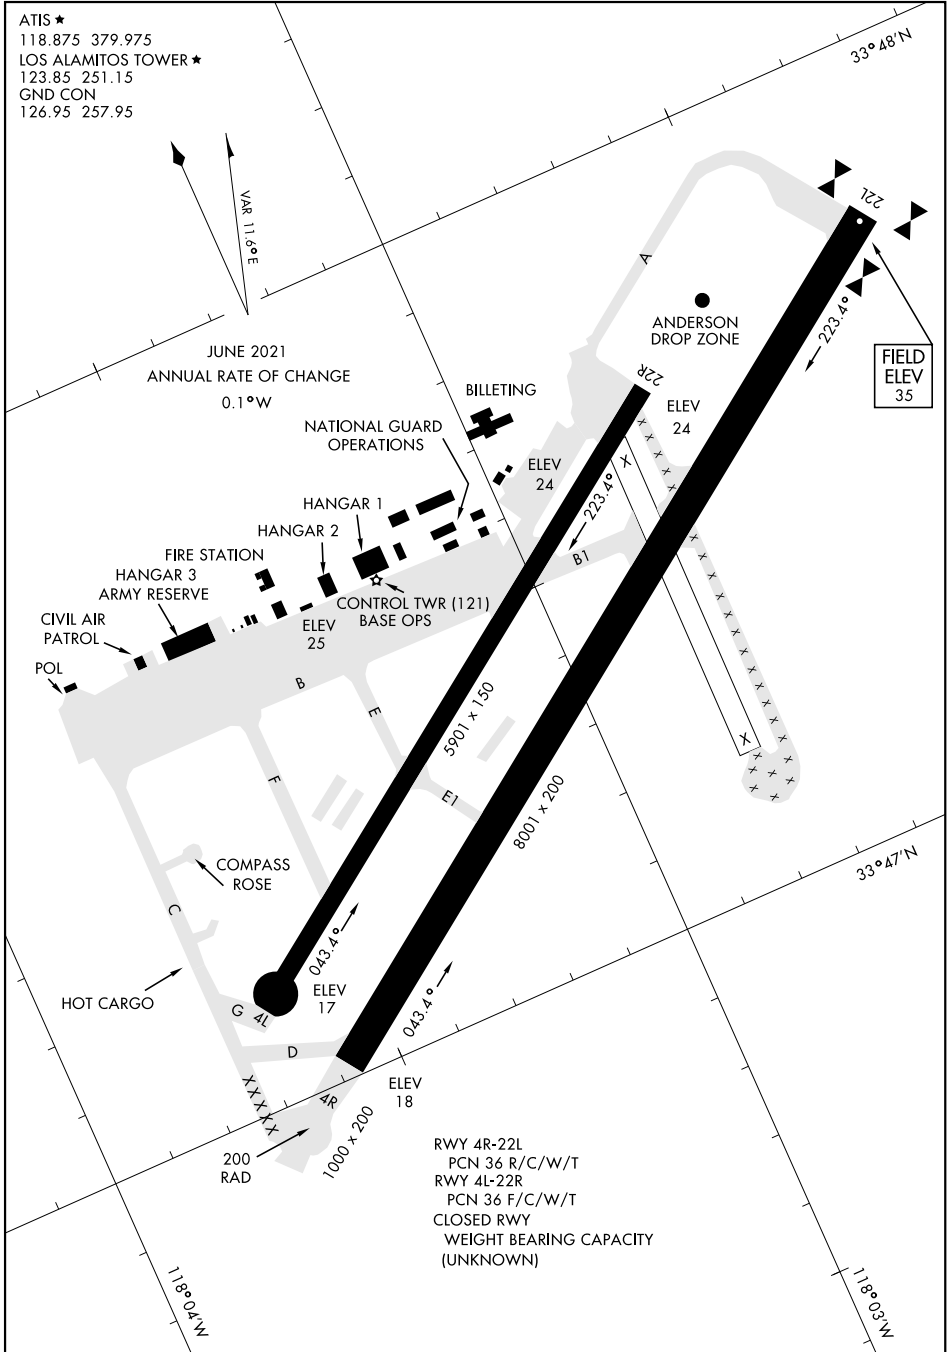 ATIS ★
118.875 379.975
LOS ALAMITOS TOWER ★
123.85 251.15
GND CON
126.95 257.95
33°48'N
VAR 11.6°E
22L
A
ANDERSON
DROP ZONE
223.4°
FIELD
ELEV
35
JUNE 2021
ANNUAL RATE OF CHANGE
0.1°W
22R
BILLETING
ELEV
24
NATIONAL GUARD
OPERATIONS
ELEV
24
X
223.4°
HANGAR 1
HANGAR 2
FIRE STATION
HANGAR 3
ARMY RESERVE
B1
CONTROL TWR (121)
BASE OPS
CIVIL AIR
PATROL
ELEV
25
POL
B
E
5901 x 150
X
F
E1
8001 x 200
33°47'N
COMPASS
ROSE
C
043.4°
HOT CARGO
ELEV
17
G
4L
043.4°
D
XXXXX
ELEV
18
4R
1000 x 200
200
RAD
RWY 4R-22L
PCN 36 R/C/W/T
RWY 4L-22R
PCN 36 F/C/W/T
CLOSED RWY
WEIGHT BEARING CAPACITY
(UNKNOWN)
118°04'W
118°03'W